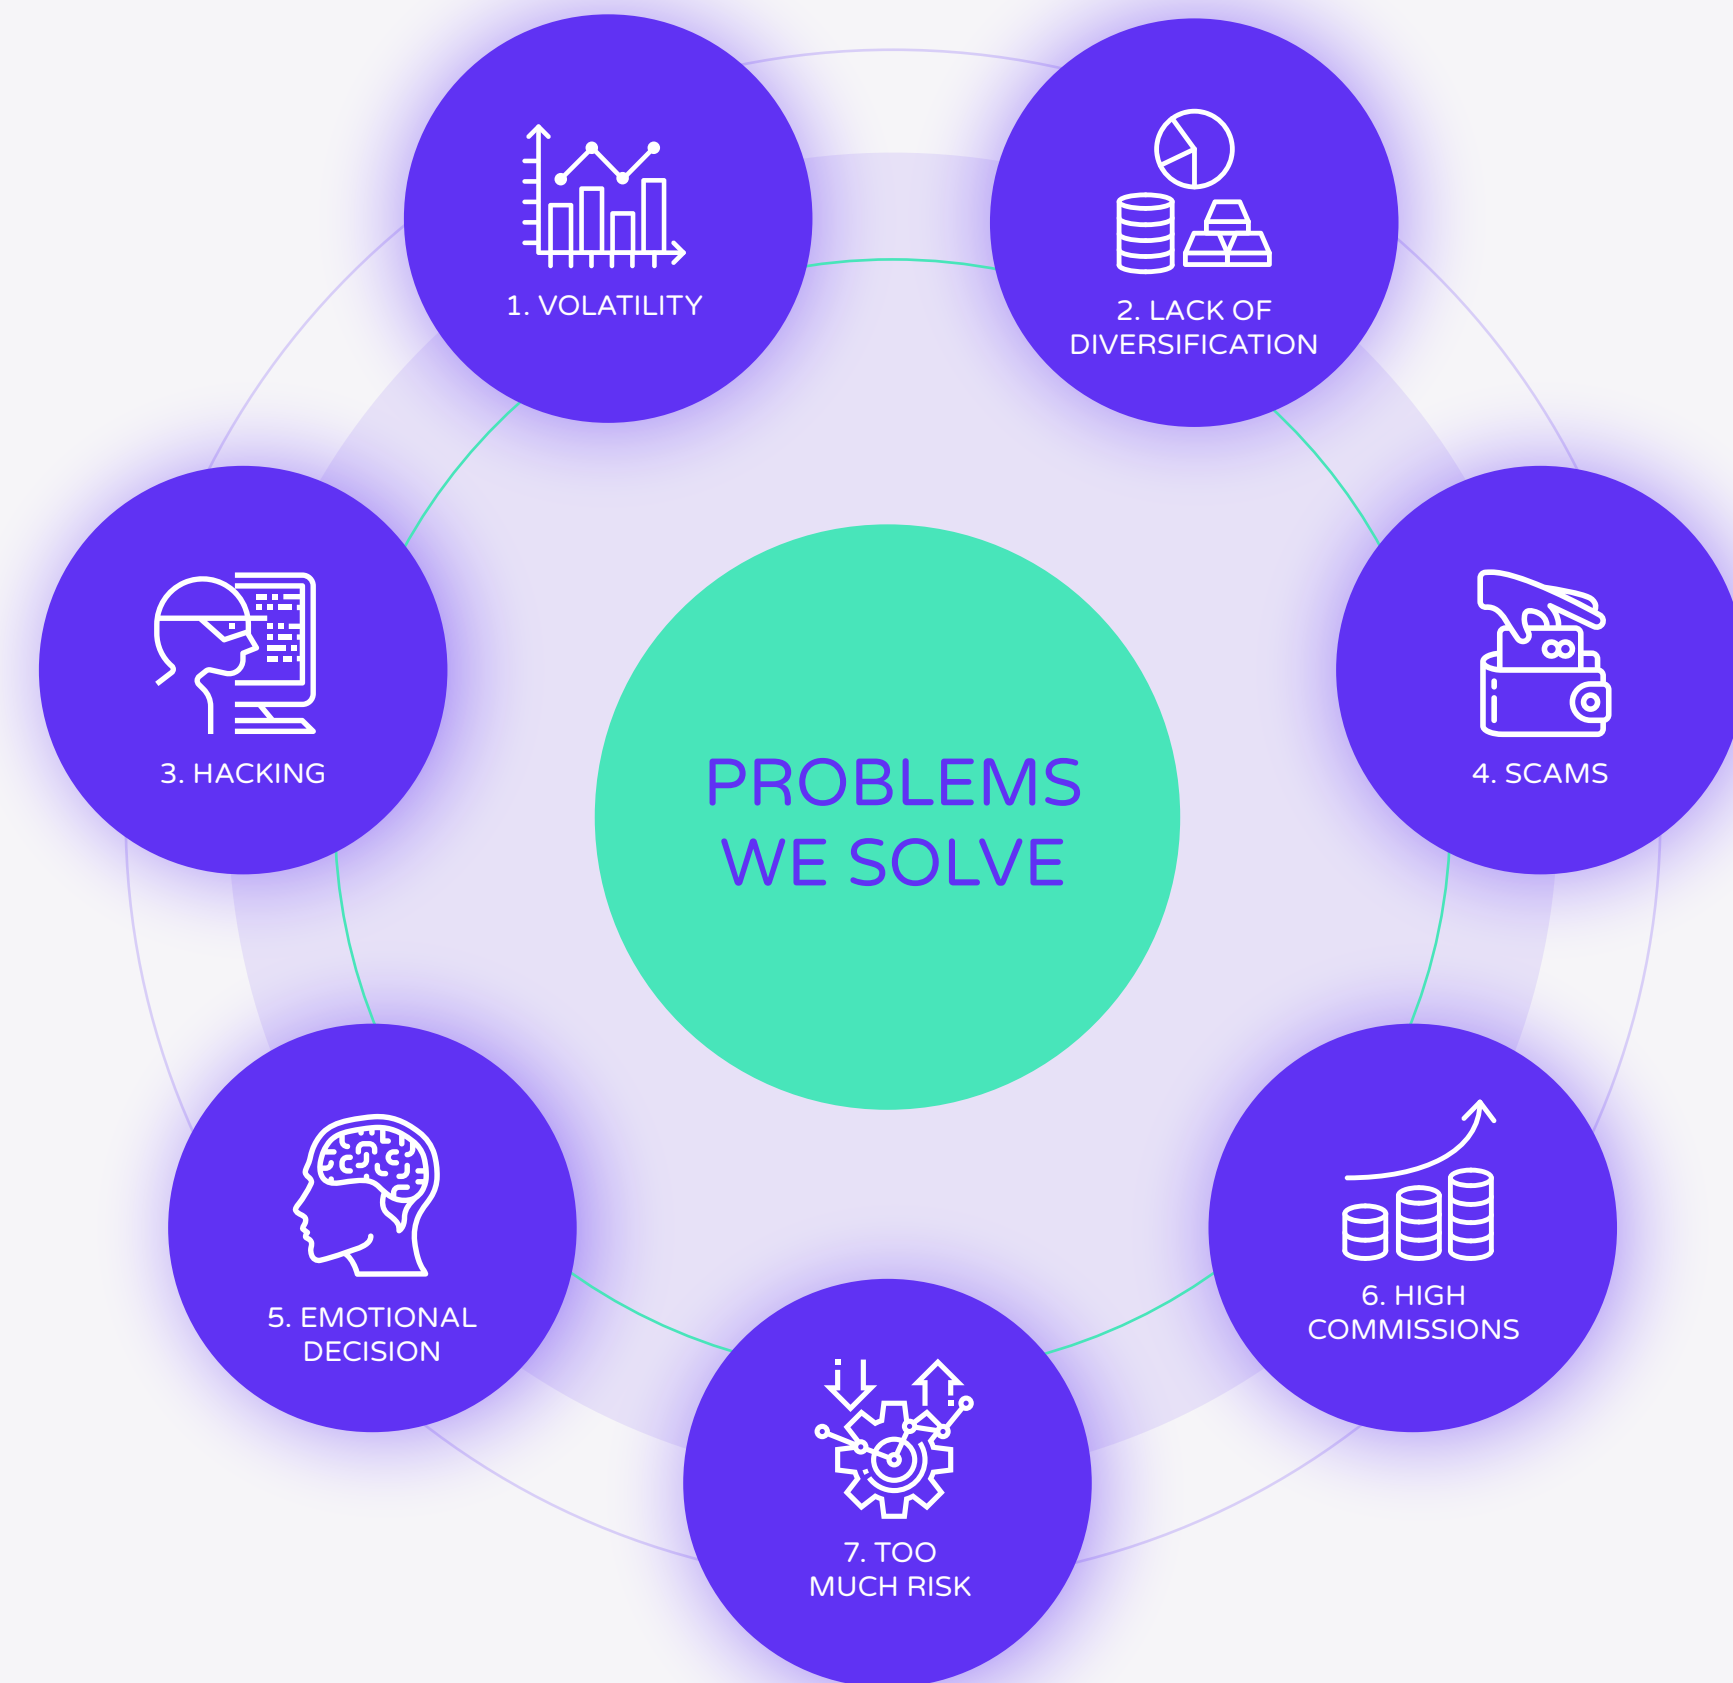 1. VOLATILITY
2. LACK OF
DIVERSIFICATION
3. HACKING
4. SCAMS
PROBLEMS
WE SOLVE
5. EMOTIONAL
DECISION
6. HIGH
COMMISSIONS
7. TOO
MUCH RISK